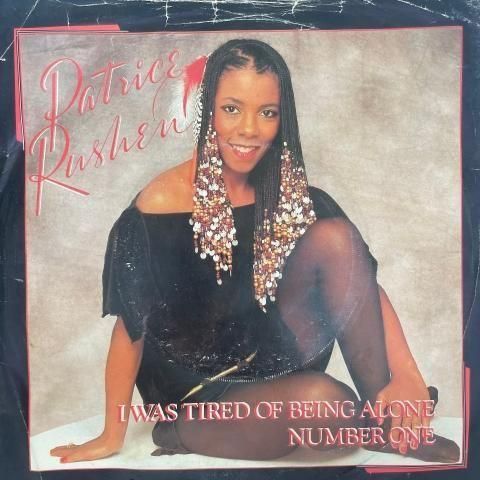 Patrice
Rushen
I WAS TIRED OF BEING ALONE
NUMBER ONE